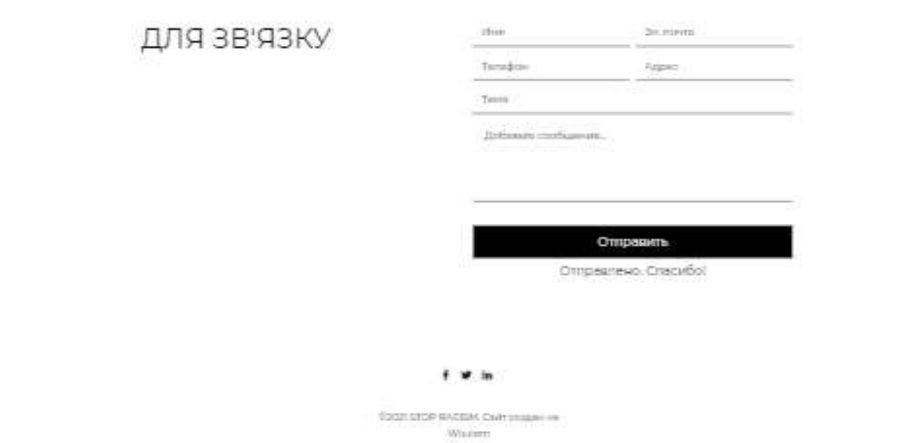 ДЛЯ ЗВ'ЯЗКУ
Имя
Эл. почта
Телефон
Адрес
Тема
Добавьте сообщение...
Отправить
Отправлено. Спасибо!
©2021 STOP RACISM. Сайт создан на
Wix.com